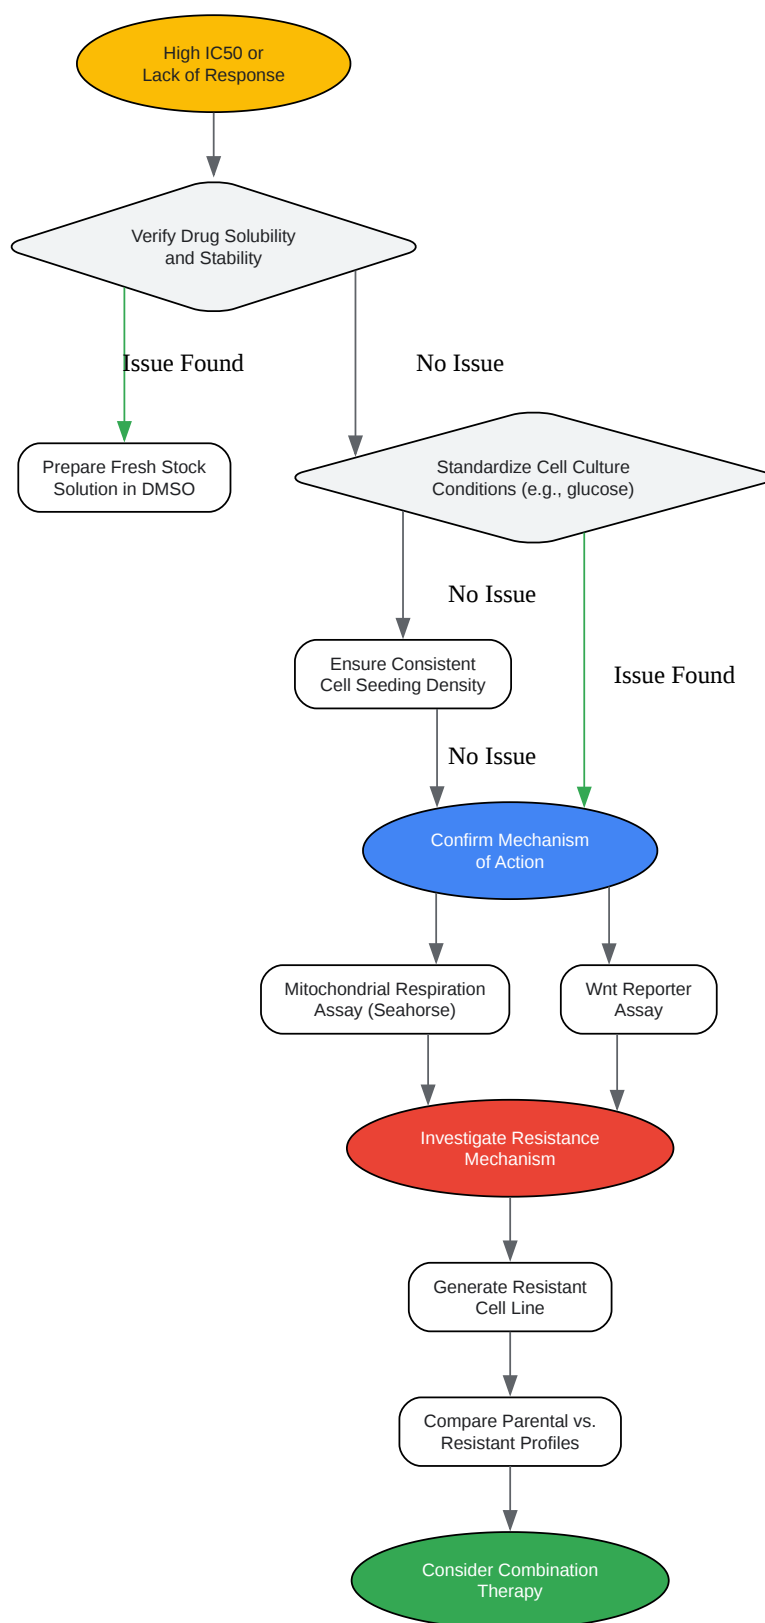 High IC50 or
Lack of Response
Verify Drug Solubility
and Stability
Issue Found
No Issue
Prepare Fresh Stock
Solution in DMSO
Standardize Cell Culture
Conditions (e.g., glucose)
No Issue
Issue Found
Ensure Consistent
Cell Seeding Density
No Issue
Confirm Mechanism
of Action
Mitochondrial Respiration
Assay (Seahorse)
Wnt Reporter
Assay
Investigate Resistance
Mechanism
Generate Resistant
Cell Line
Compare Parental vs.
Resistant Profiles
Consider Combination
Therapy